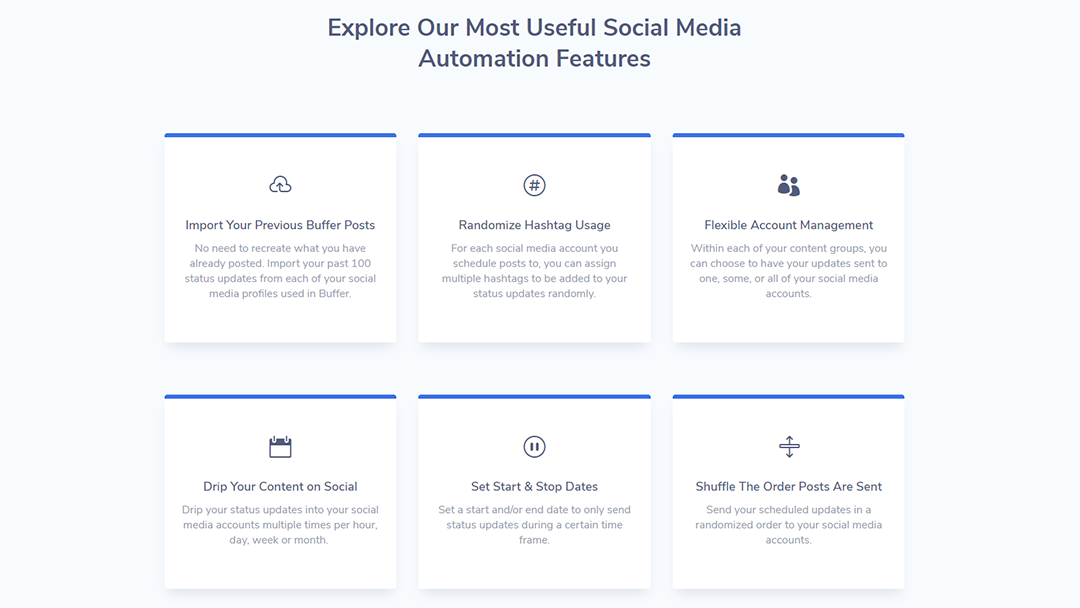 Explore Our Most Useful Social Media
Automation Features
Import Your Previous Buffer Posts
No need to recreate what you have
already posted. Import your past 100
status updates from each of your social
media profiles used in Buffer.
#
Randomize Hashtag Usage
For each social media account you
schedule posts to, you can assign
multiple hashtags to be added to your
status updates randomly.
Flexible Account Management
Within each of your content groups, you
can choose to have your updates sent to
one, some, or all of your social media
accounts.
Drip Your Content on Social
Drip your status updates into your social
media accounts multiple times per hour,
day, week or month.
Set Start & Stop Dates
Set a start and/or end date to only send
status updates during a certain time
frame.
Shuffle The Order Posts Are Sent
Send your scheduled updates in a
randomized order to your social media
accounts.